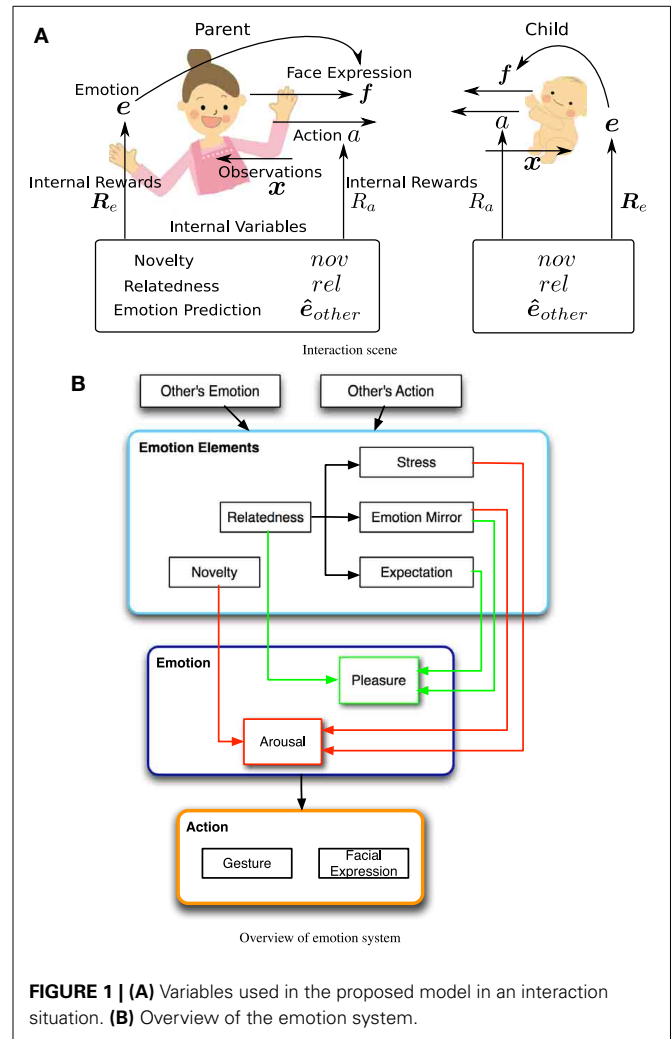 A
Parent
Child
Emotion
e
Face Expression
f
Action a
Observations
x
Internal Rewards
R_e
Internal Rewards
R_a
Internal Variables
Novelty nov
Relatedness rel
Emotion Prediction ê_other
f
a
x
e
R_a
R_e
nov
rel
ê_other
Interaction scene
B
Other's Emotion
Other's Action
Emotion Elements
Stress
Relatedness
Emotion Mirror
Novelty
Expectation
Emotion
Pleasure
Arousal
Action
Gesture
Facial
Expression
Overview of emotion system
FIGURE 1 | (A) Variables used in the proposed model in an interaction
situation. (B) Overview of the emotion system.